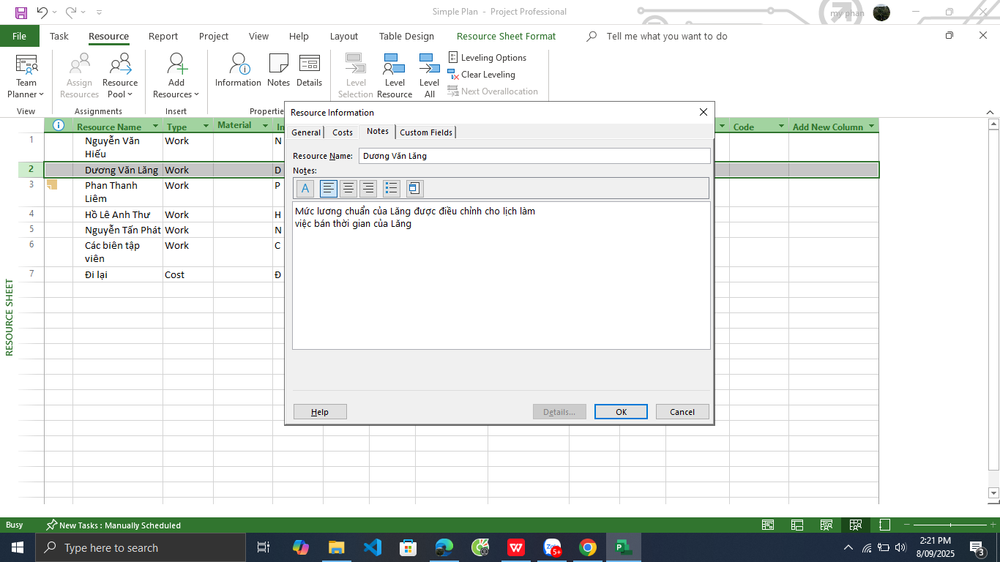 Simple Plan - Project Professional
my phan
File Task Resource Report Project View Help Layout Table Design Resource Sheet Format Tell me what you want to do
Team Planner
View
Assign Resources
Resource Pool
Assignments
Add Resources
Insert
Information
Notes
Details
Level Selection
Level Resource
Level All
Leveling Options
Clear Leveling
Next Overallocation
Resource Name Type Material Code Add New Column
1 Nguyễn Văn Hiếu Work N
2 Dương Văn Lăng Work D
3 Phan Thanh Liêm Work P
4 Hồ Lê Anh Thư Work H
5 Nguyễn Tấn Phát Work N
6 Các biên tập viên Work C
7 Đi lại Cost Đ
RESOURCE SHEET
Resource Information
General Costs Notes Custom Fields
Resource Name: Dương Văn Lăng
Notes:
A
Mức lương chuẩn của Lăng được điều chỉnh cho lịch làm
việc bán thời gian của Lăng
Help Details... OK Cancel
Busy New Tasks : Manually Scheduled
Type here to search
5+
2:21 PM
8/09/2025
3